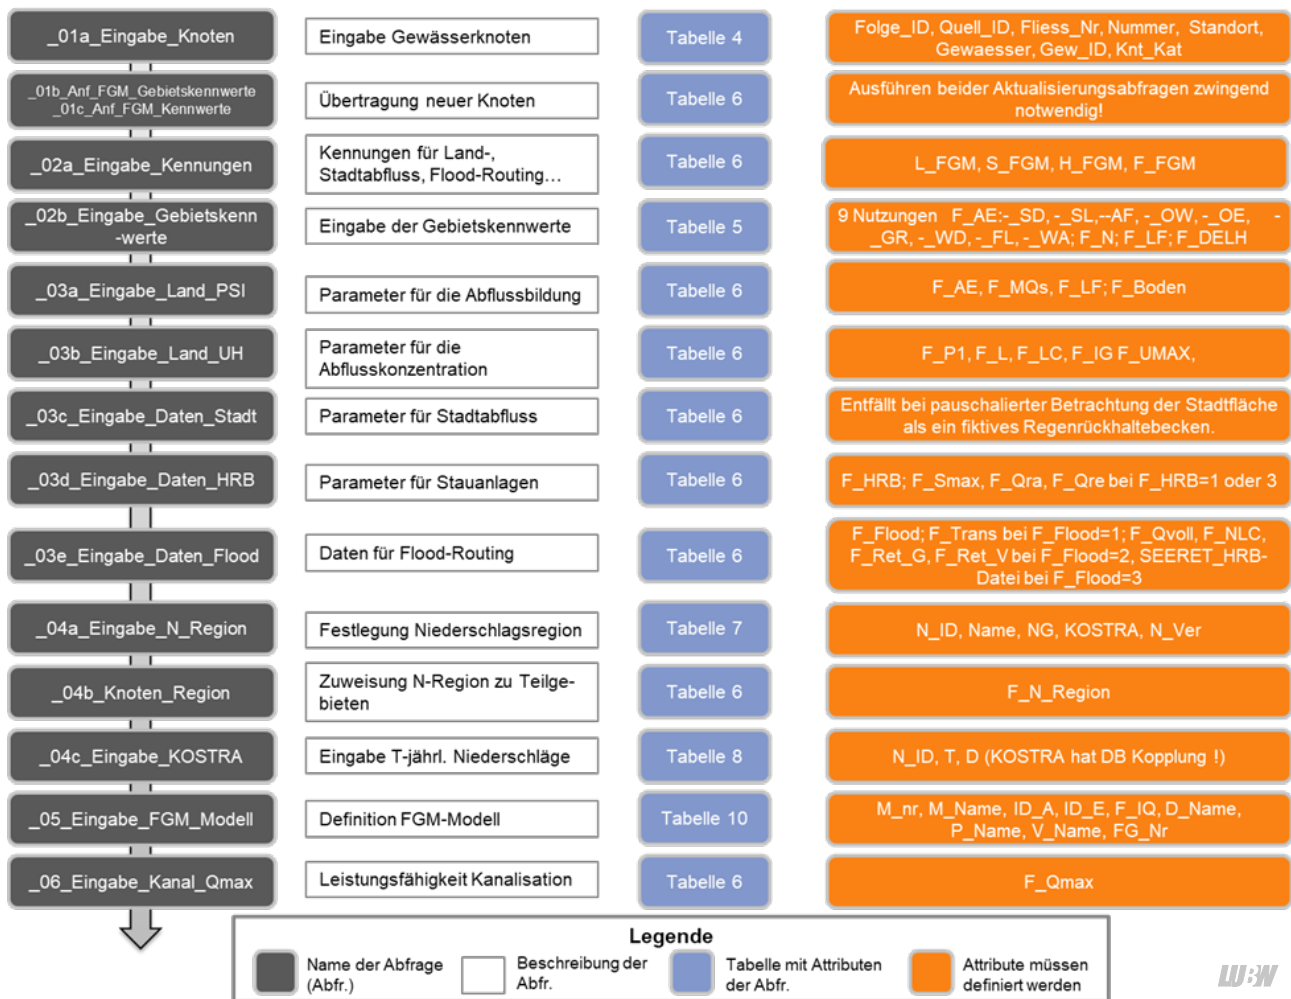 _01a_Eingabe_Knoten
Eingabe Gewässerknoten
Tabelle 4
Folge_ID, Quell_ID, Fliess_Nr, Nummer, Standort,
Gewaesser, Gew_ID, Knt_Kat
_01b_Anf_FGM_Gebietskennwerte
_01c_Anf_FGM_Kennwerte
Übertragung neuer Knoten
Tabelle 6
Ausführen beider Aktualisierungsabfragen zwingend
notwendig!
_02a_Eingabe_Kennungen
Kennungen für Land-,
Stadtabfluss, Flood-Routing...
Tabelle 6
L_FGM, S_FGM, H_FGM, F_FGM
_02b_Eingabe_Gebietskenn
-werte
Eingabe der Gebietskennwerte
Tabelle 5
9 Nutzungen F_AE:-_SD, -_SL,--AF, -_OW, -_OE, -
_GR, -_WD, -_FL, -_WA; F_N; F_LF; F_DELH
_03a_Eingabe_Land_PSI
Parameter für die Abflussbildung
Tabelle 6
F_AE, F_MQs, F_LF; F_Boden
_03b_Eingabe_Land_UH
Parameter für die
Abflusskonzentration
Tabelle 6
F_P1, F_L, F_LC, F_IG F_UMAX,
_03c_Eingabe_Daten_Stadt
Parameter für Stadtabfluss
Tabelle 6
Entfällt bei pauschalierter Betrachtung der Stadtfläche
als ein fiktives Regenrückhaltebecken.
_03d_Eingabe_Daten_HRB
Parameter für Stauanlagen
Tabelle 6
F_HRB; F_Smax, F_Qra, F_Qre bei F_HRB=1 oder 3
_03e_Eingabe_Daten_Flood
Daten für Flood-Routing
Tabelle 6
F_Flood; F_Trans bei F_Flood=1; F_Qvoll, F_NLC,
F_Ret_G, F_Ret_V bei F_Flood=2, SEERET_HRB-
Datei bei F_Flood=3
_04a_Eingabe_N_Region
Festlegung Niederschlagsregion
Tabelle 7
N_ID, Name, NG, KOSTRA, N_Ver
_04b_Knoten_Region
Zuweisung N-Region zu Teilge-
bieten
Tabelle 6
F_N_Region
_04c_Eingabe_KOSTRA
Eingabe T-jährl. Niederschläge
Tabelle 8
N_ID, T, D (KOSTRA hat DB Kopplung !)
_05_Eingabe_FGM_Modell
Definition FGM-Modell
Tabelle 10
M_nr, M_Name, ID_A, ID_E, F_IQ, D_Name,
P_Name, V_Name, FG_Nr
_06_Eingabe_Kanal_Qmax
Leistungsfähigkeit Kanalisation
Tabelle 6
F_Qmax
Legende
Name der Abfrage
(Abfr.)
Beschreibung der
Abfr.
Tabelle mit Attributen
der Abfr.
Attribute müssen
definiert werden
LUBW